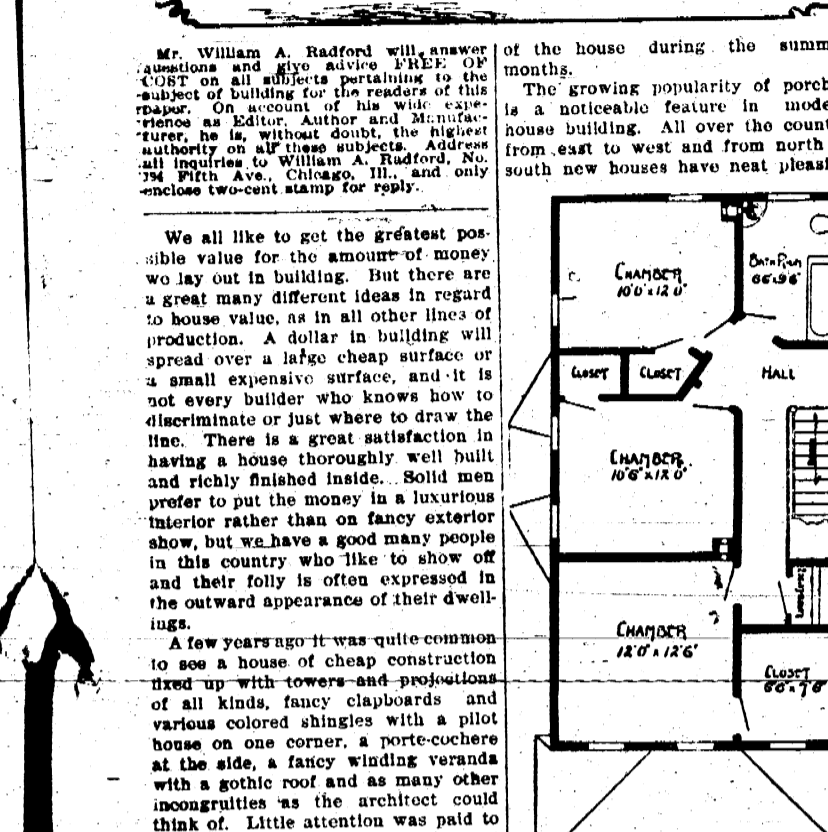 Mr. William A. Radford will answer
questions and give advice FREE OF
COST on all subjects pertaining to the
subject of building for the readers of this
paper. On account of his wide expe-
rience as Editor, Author and Manufac-
turer, he is, without doubt, the highest
authority on all these subjects. Address
all inquiries to William A. Radford, No.
194 Fifth Ave., Chicago, Ill., and only
enclose two-cent stamp for reply.
We all like to get the greatest pos-
sible value for the amount of money
we lay out in building. But there are
a great many different ideas in regard
to house value, as in all other lines of
production. A dollar in building will
spread over a large cheap surface or
a small expensive surface, and it is
not every builder who knows how to
discriminate or just where to draw the
line. There is a great satisfaction in
having a house thoroughly well built
and richly finished inside. Solid men
prefer to put the money in a luxurious
interior rather than on fancy exterior
show, but we have a good many people
in this country who like to show off
and their folly is often expressed in
the outward appearance of their dwell-
ings.
A few years ago it was quite common
to see a house of cheap construction
fixed up with towers and projections
of all kinds, fancy clapboards and
various colored shingles with a pilot
house on one corner, a porte-cochere
at the side, a fancy winding veranda
with a gothic roof and as many other
incongruities as the architect could
think of. Little attention was paid to
of the house during the summ
months.
The growing popularity of porch
is a noticeable feature in mode
house building. All over the count
from east to west and from north
south new houses have neat pleasi
CHAMBER
10'0" x 12'0"
BATH R'M
6'6" x 9'6"
CLOSET
CLOSET
HALL
CHAMBER
10'6" x 12'0"
CHAMBER
12'0" x 12'6"
CLOSET